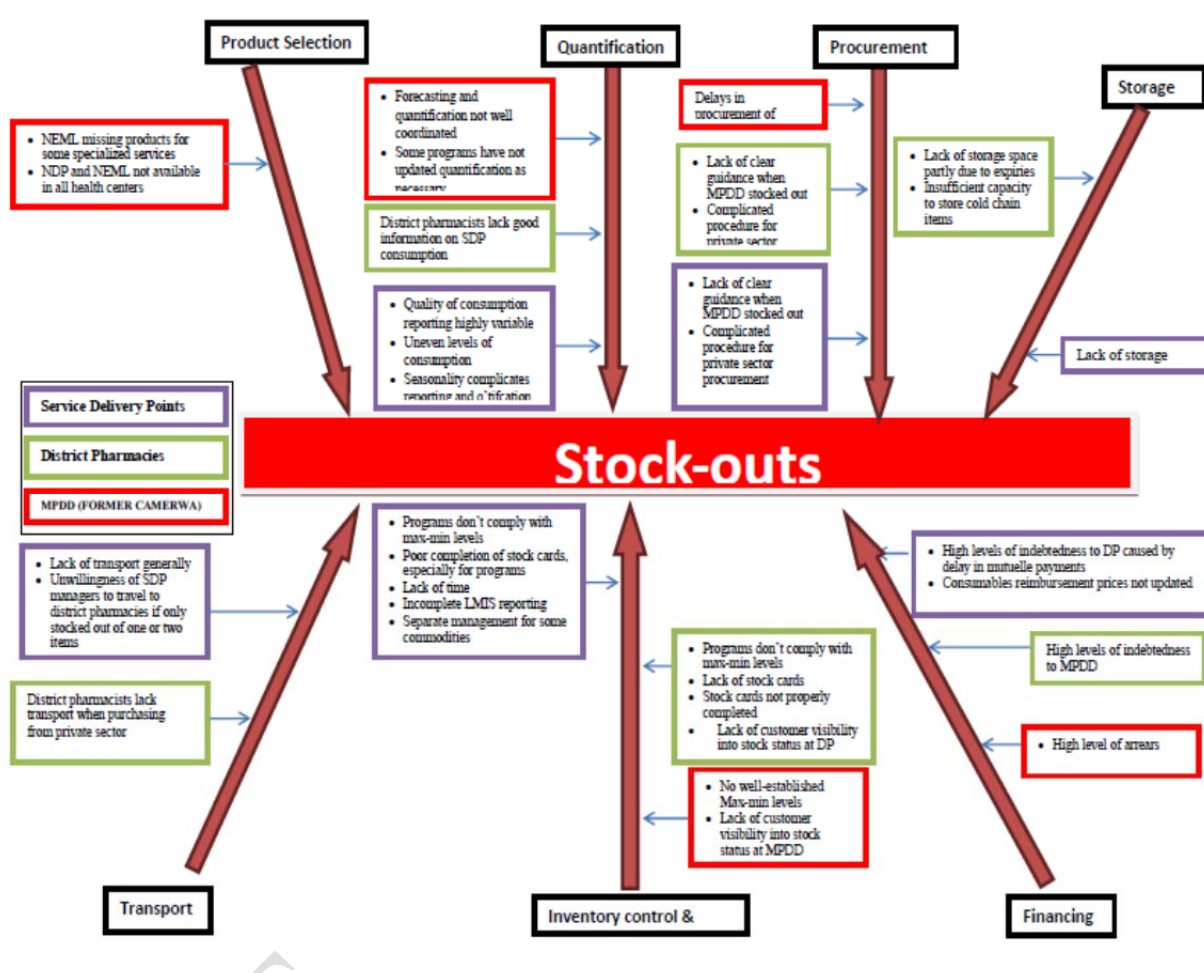 Product Selection
Quantification
Procurement
Storage
• NEML missing products for
some specialized services
• NDP and NEML not available
in all health centers
• Forecasting and
quantification not well
coordinated
• Some programs have not
updated quantification as
necessary
District pharmacists lack good
information on SDP
consumption
• Quality of consumption
reporting highly variable
• Uneven levels of
consumption
• Seasonality complicates
reporting and q'tification
Delays in
procurement of
• Lack of clear
guidance when
MPDD stocked out
• Complicated
procedure for
private sector
• Lack of clear
guidance when
MPDD stocked out
• Complicated
procedure for
private sector
procurement
• Lack of storage space
partly due to expiries
• Insufficient capacity
to store cold chain
items
Lack of storage
Service Delivery Points
District Pharmacies
MPDD (FORMER CAMERWA)
Stock-outs
• Lack of transport generally
• Unwillingness of SDP
managers to travel to
district pharmacies if only
stocked out of one or two
items
District pharmacists lack
transport when purchasing
from private sector
• Programs don't comply with
max-min levels
• Poor completion of stock cards,
especially for programs
• Lack of time
• Incomplete LMIS reporting
• Separate management for some
commodities
• Programs don't comply with
max-min levels
• Lack of stock cards
• Stock cards not properly
completed
• Lack of customer visibility
into stock status at DP
• No well-established
Max-min levels
• Lack of customer
visibility into stock
status at MPDD
• High levels of indebtedness to DP caused by
delay in mutuelle payments
• Consumables reimbursement prices not updated
High levels of indebtedness
to MPDD
• High level of arrears
Transport
Inventory control &
Financing